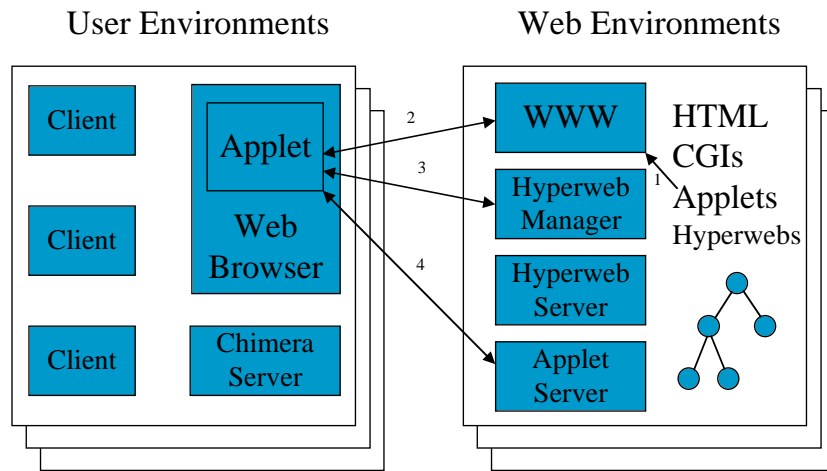 User Environments
Web Environments
Client
Client
Client
Applet
Web
Browser
Chimera
Server
2
3
4
1
WWW
Hyperweb
Manager
Hyperweb
Server
Applet
Server
HTML
CGIs
Applets
Hyperwebs